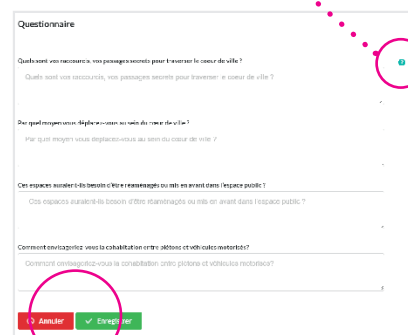 Questionnaire
Quels sont vos raccourcis, vos passages secrets pour traverser le coeur de ville ?
Quels sont vos raccourcis, vos passages secrets pour traverser le coeur de ville ?
Par quel moyen vous déplacez-vous au sein du cœur de ville ?
Par quel moyen vous déplacez-vous au sein du cœur de ville ?
Ces espaces auraient-ils besoin d'être réaménagés ou mis en avant dans l'espace public ?
Ces espaces auraient-ils besoin d'être réaménagés ou mis en avant dans l'espace public ?
Comment envisageriez-vous la cohabitation entre piétons et véhicules motorisés?
Comment envisageriez-vous la cohabitation entre piétons et véhicules motorisés?
Annuler
Enregistrer